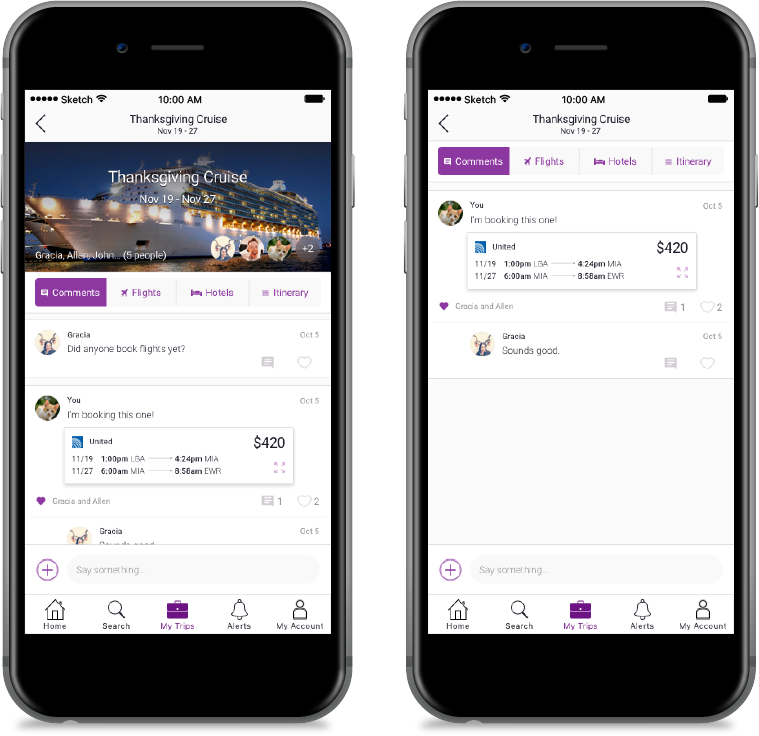 Sketch 10:00 AM
Thanksgiving Cruise
Nov 19 - 27
Thanksgiving Cruise
Nov 19 - Nov 27
Gracia, Allen, John... (5 people) +2
Comments Flights Hotels Itinerary
Gracia Oct 5
Did anyone book flights yet?
You Oct 5
I'm booking this one!
United $420
11/19 1:00pm LGA 4:24pm MIA
11/27 6:00am MIA 8:58am EWR
Gracia and Allen 1 2
Gracia Oct 5
Sounds good.
Say something...
Home Search My Trips Alerts My Account
Sketch 10:00 AM
Thanksgiving Cruise
Nov 19 - 27
Comments Flights Hotels Itinerary
You Oct 5
I'm booking this one!
United $420
11/19 1:00pm LGA 4:24pm MIA
11/27 6:00am MIA 8:58am EWR
Gracia and Allen 1 2
Gracia Oct 5
Sounds good.
Say something...
Home Search My Trips Alerts My Account